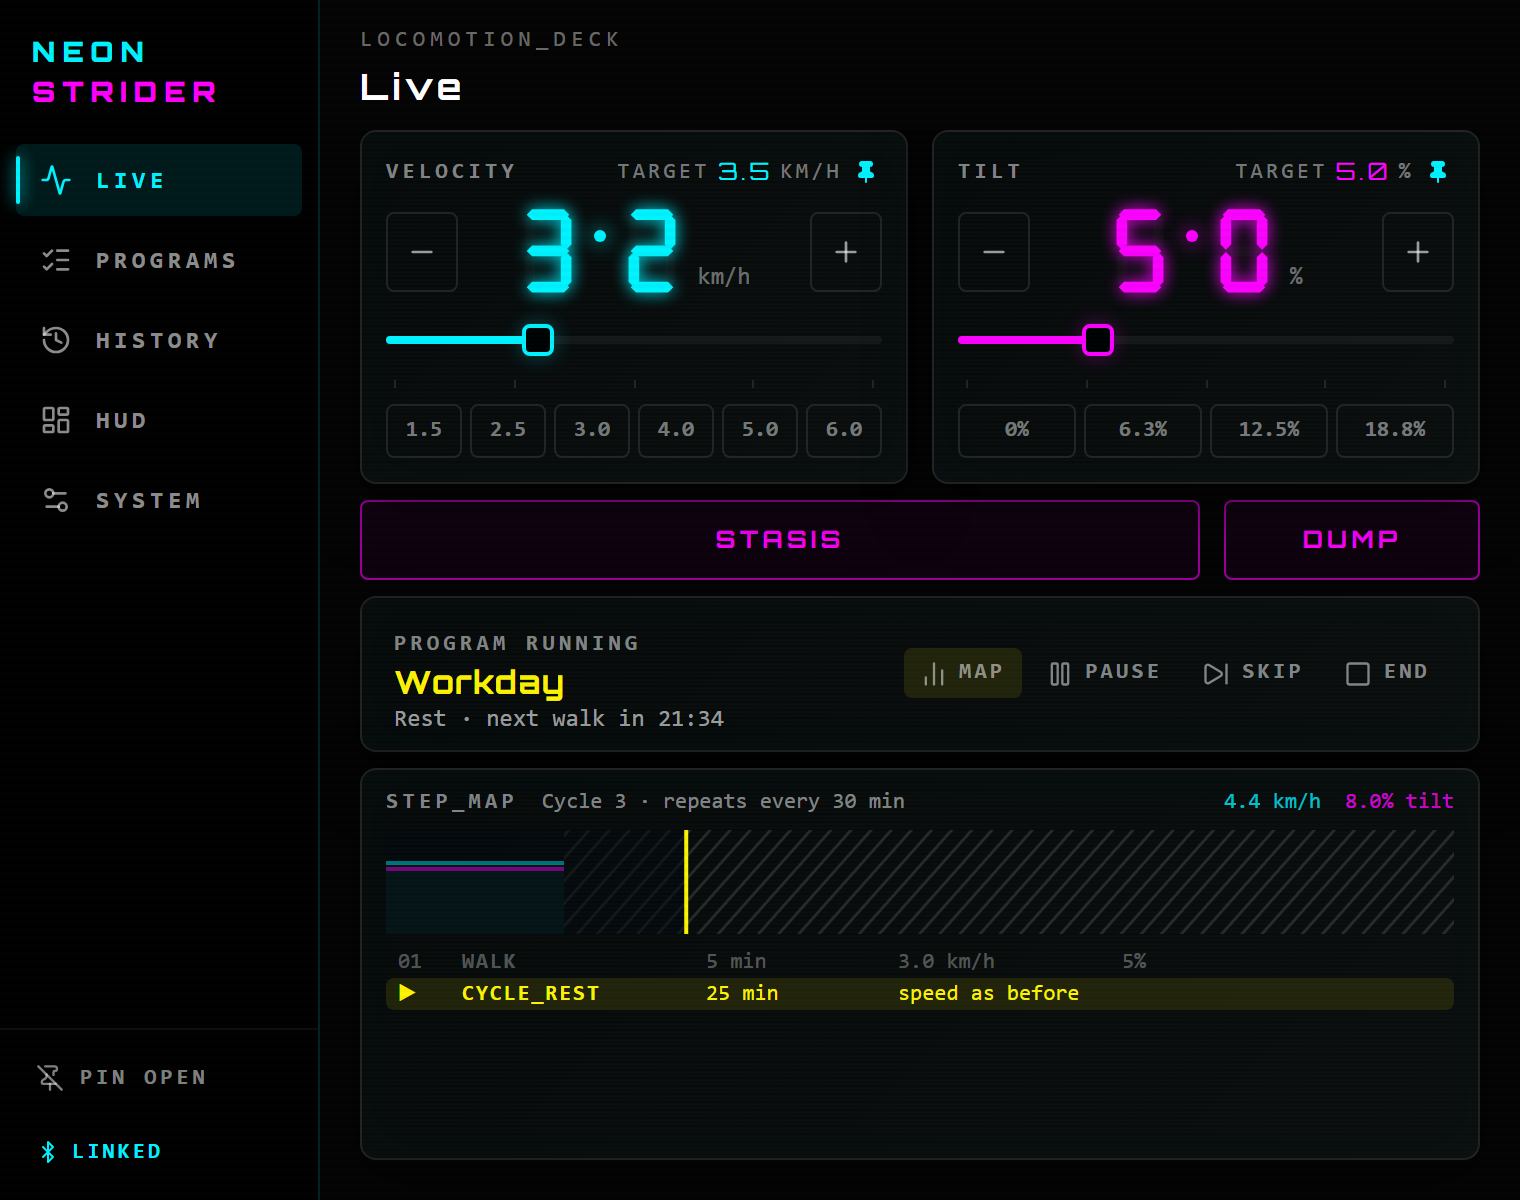 NEON
STRIDER
LIVE
PROGRAMS
HISTORY
HUD
SYSTEM
PIN OPEN
LINKED
LOCOMOTION_DECK
Live
VELOCITY TARGET 3.5 KM/H
3.2 km/h
1.5 2.5 3.0 4.0 5.0 6.0
TILT TARGET 5.0 %
5.0 %
0% 6.3% 12.5% 18.8%
STASIS DUMP
PROGRAM RUNNING
Workday
Rest · next walk in 21:34
MAP PAUSE SKIP END
STEP_MAP Cycle 3 · repeats every 30 min 4.4 km/h 8.0% tilt
01 WALK 5 min 3.0 km/h 5%
CYCLE_REST 25 min speed as before